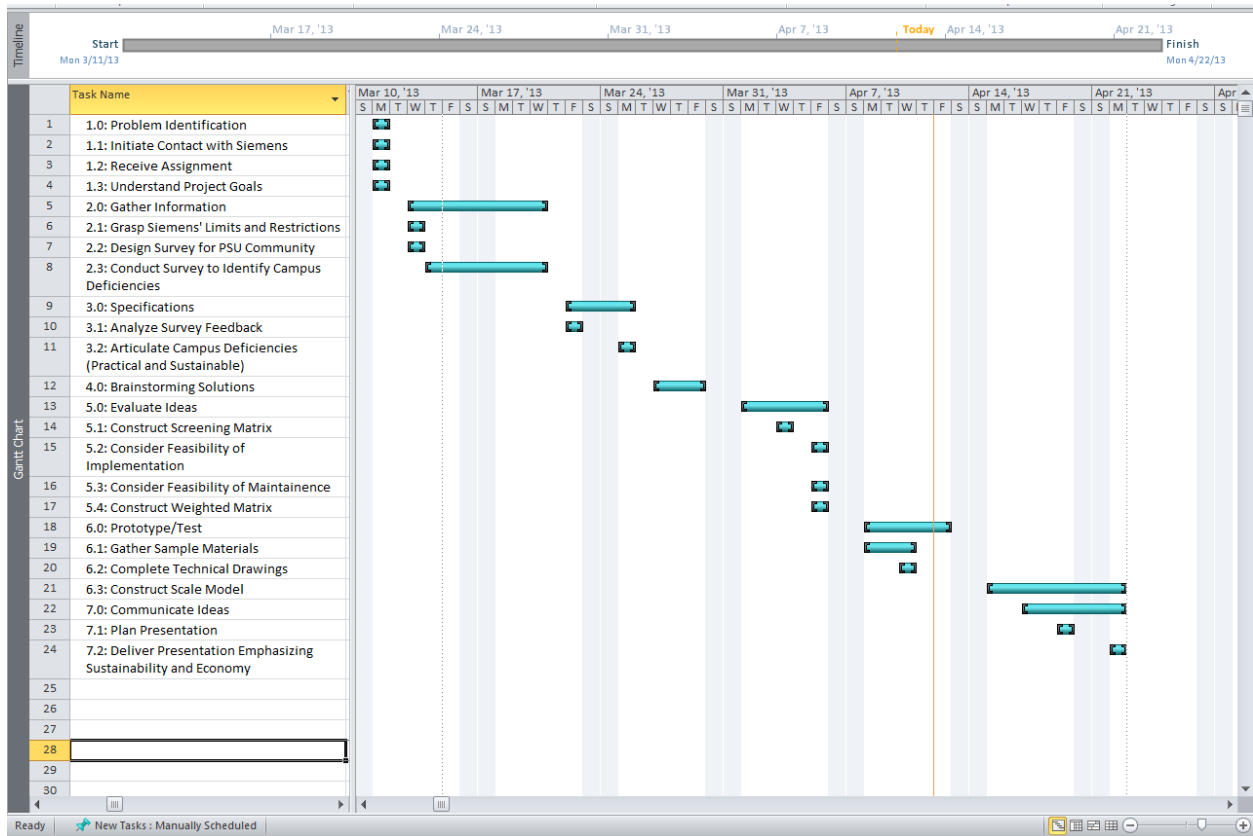 Timeline
Mar 17, '13 Mar 24, '13 Mar 31, '13 Apr 7, '13 Today Apr 14, '13 Apr 21, '13
Start Finish
Mon 3/11/13 Mon 4/22/13
Task Name Mar 10, '13 Mar 17, '13 Mar 24, '13 Mar 31, '13 Apr 7, '13 Apr 14, '13 Apr 21, '13 Apr
S M T W T F S S M T W T F S S M T W T F S S M T W T F S S M T W T F S S M T W T F S S M T W T F S S
Gantt Chart
1 1.0: Problem Identification
2 1.1: Initiate Contact with Siemens
3 1.2: Receive Assignment
4 1.3: Understand Project Goals
5 2.0: Gather Information
6 2.1: Grasp Siemens' Limits and Restrictions
7 2.2: Design Survey for PSU Community
8 2.3: Conduct Survey to Identify Campus
Deficiencies
9 3.0: Specifications
10 3.1: Analyze Survey Feedback
11 3.2: Articulate Campus Deficiencies
(Practical and Sustainable)
12 4.0: Brainstorming Solutions
13 5.0: Evaluate Ideas
14 5.1: Construct Screening Matrix
15 5.2: Consider Feasibility of
Implementation
16 5.3: Consider Feasibility of Maintainence
17 5.4: Construct Weighted Matrix
18 6.0: Prototype/Test
19 6.1: Gather Sample Materials
20 6.2: Complete Technical Drawings
21 6.3: Construct Scale Model
22 7.0: Communicate Ideas
23 7.1: Plan Presentation
24 7.2: Deliver Presentation Emphasizing
Sustainability and Economy
25
26
27
28
29
30
Ready New Tasks : Manually Scheduled